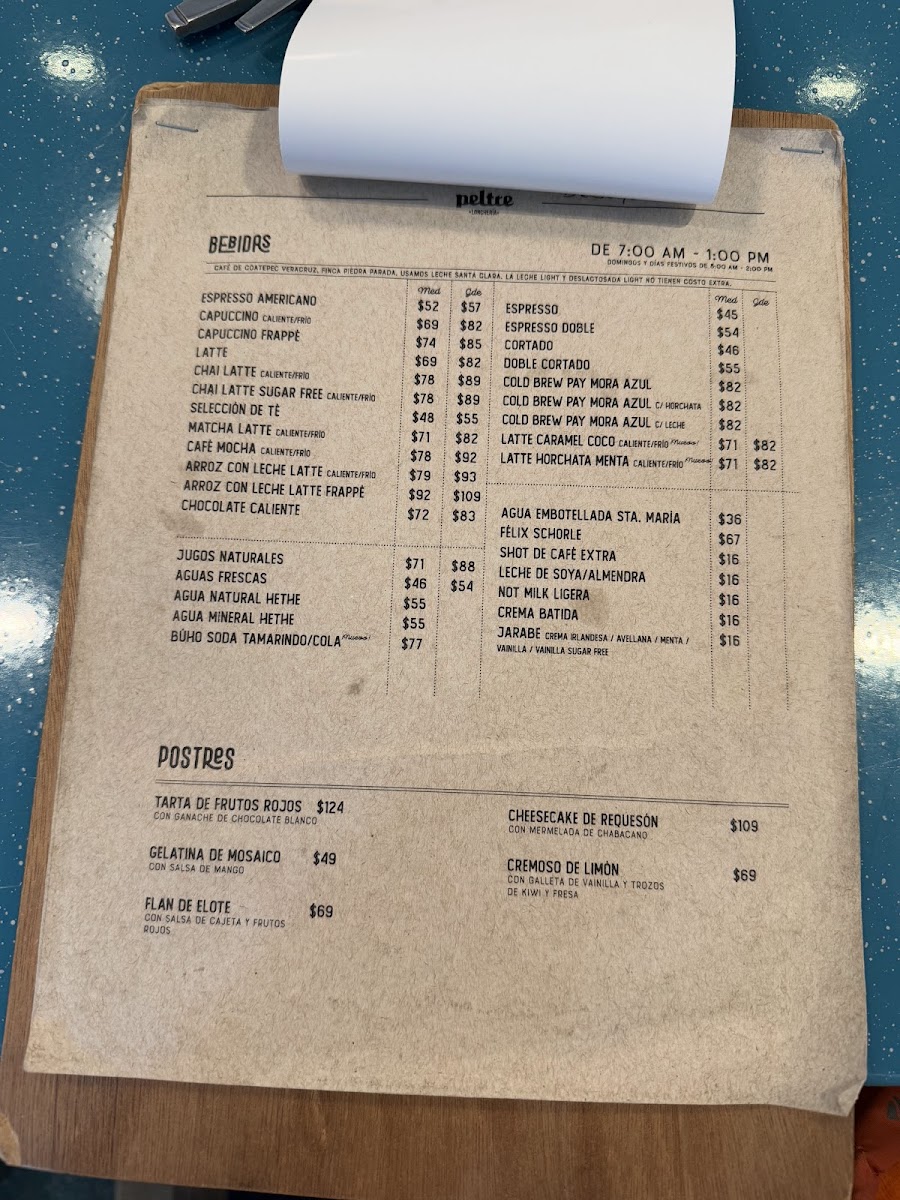 peltre
•LONCHERÍA•
BEBIDAS
DE 7:00 AM - 1:00 PM
DOMINGOS Y DÍAS FESTIVOS DE 8:00 AM - 2:00 PM
CAFÉ DE COATEPEC VERACRUZ, FINCA PIEDRA PARADA, USAMOS LECHE SANTA CLARA, LA LECHE LIGHT Y DESLACTOSADA LIGHT NO TIENEN COSTO EXTRA.
Med Gde
ESPRESSO AMERICANO $52 $57
CAPUCCINO CALIENTE/FRÍO $69 $82
CAPUCCINO FRAPPÉ $74 $85
LATTE $69 $82
CHAI LATTE CALIENTE/FRÍO $78 $89
CHAI LATTE SUGAR FREE CALIENTE/FRÍO $78 $89
SELECCIÓN DE TÉ $48 $55
MATCHA LATTE CALIENTE/FRÍO $71 $82
CAFÉ MOCHA CALIENTE/FRÍO $78 $92
ARROZ CON LECHE LATTE CALIENTE/FRÍO $79 $93
ARROZ CON LECHE LATTE FRAPPÉ $92 $109
CHOCOLATE CALIENTE $72 $83
JUGOS NATURALES $71 $88
AGUAS FRESCAS $46 $54
AGUA NATURAL HETHE $55
AGUA MINERAL HETHE $55
BÚHO SODA TAMARINDO/COLA Nuevo! $77
Med Gde
ESPRESSO $45
ESPRESSO DOBLE $54
CORTADO $46
DOBLE CORTADO $55
COLD BREW PAY MORA AZUL $82
COLD BREW PAY MORA AZUL C/ HORCHATA $82
COLD BREW PAY MORA AZUL C/ LECHE $82
LATTE CARAMEL COCO CALIENTE/FRÍO Nuevo! $71 $82
LATTE HORCHATA MENTA CALIENTE/FRÍO Nuevo! $71 $82
AGUA EMBOTELLADA STA. MARÍA $36
FÉLIX SCHORLE $67
SHOT DE CAFÉ EXTRA $16
LECHE DE SOYA/ALMENDRA $16
NOT MILK LIGERA $16
CREMA BATIDA $16
JARABE CREMA IRLANDESA / AVELLANA / MENTA / $16
VAINILLA / VAINILLA SUGAR FREE
POSTRES
TARTA DE FRUTOS ROJOS $124
CON GANACHE DE CHOCOLATE BLANCO
GELATINA DE MOSAICO $49
CON SALSA DE MANGO
FLAN DE ELOTE $69
CON SALSA DE CAJETA Y FRUTOS
ROJOS
CHEESECAKE DE REQUESÓN $109
CON MERMELADA DE CHABACANO
CREMOSO DE LIMÓN $69
CON GALLETA DE VAINILLA Y TROZOS
DE KIWI Y FRESA